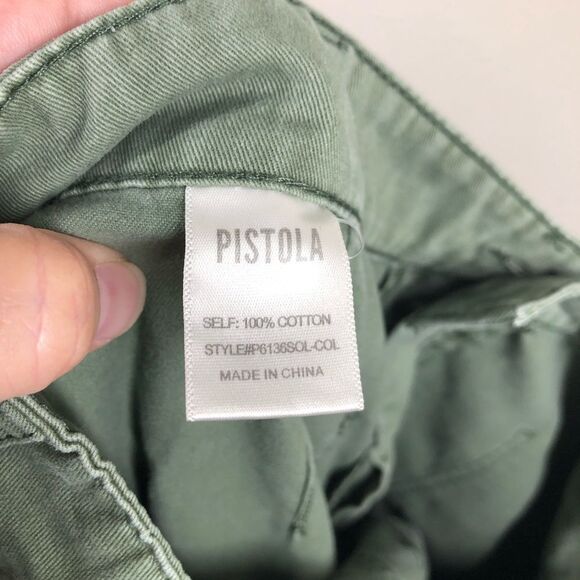 PISTOLA
SELF: 100% COTTON
STYLE#P6136SOL-COL
MADE IN CHINA